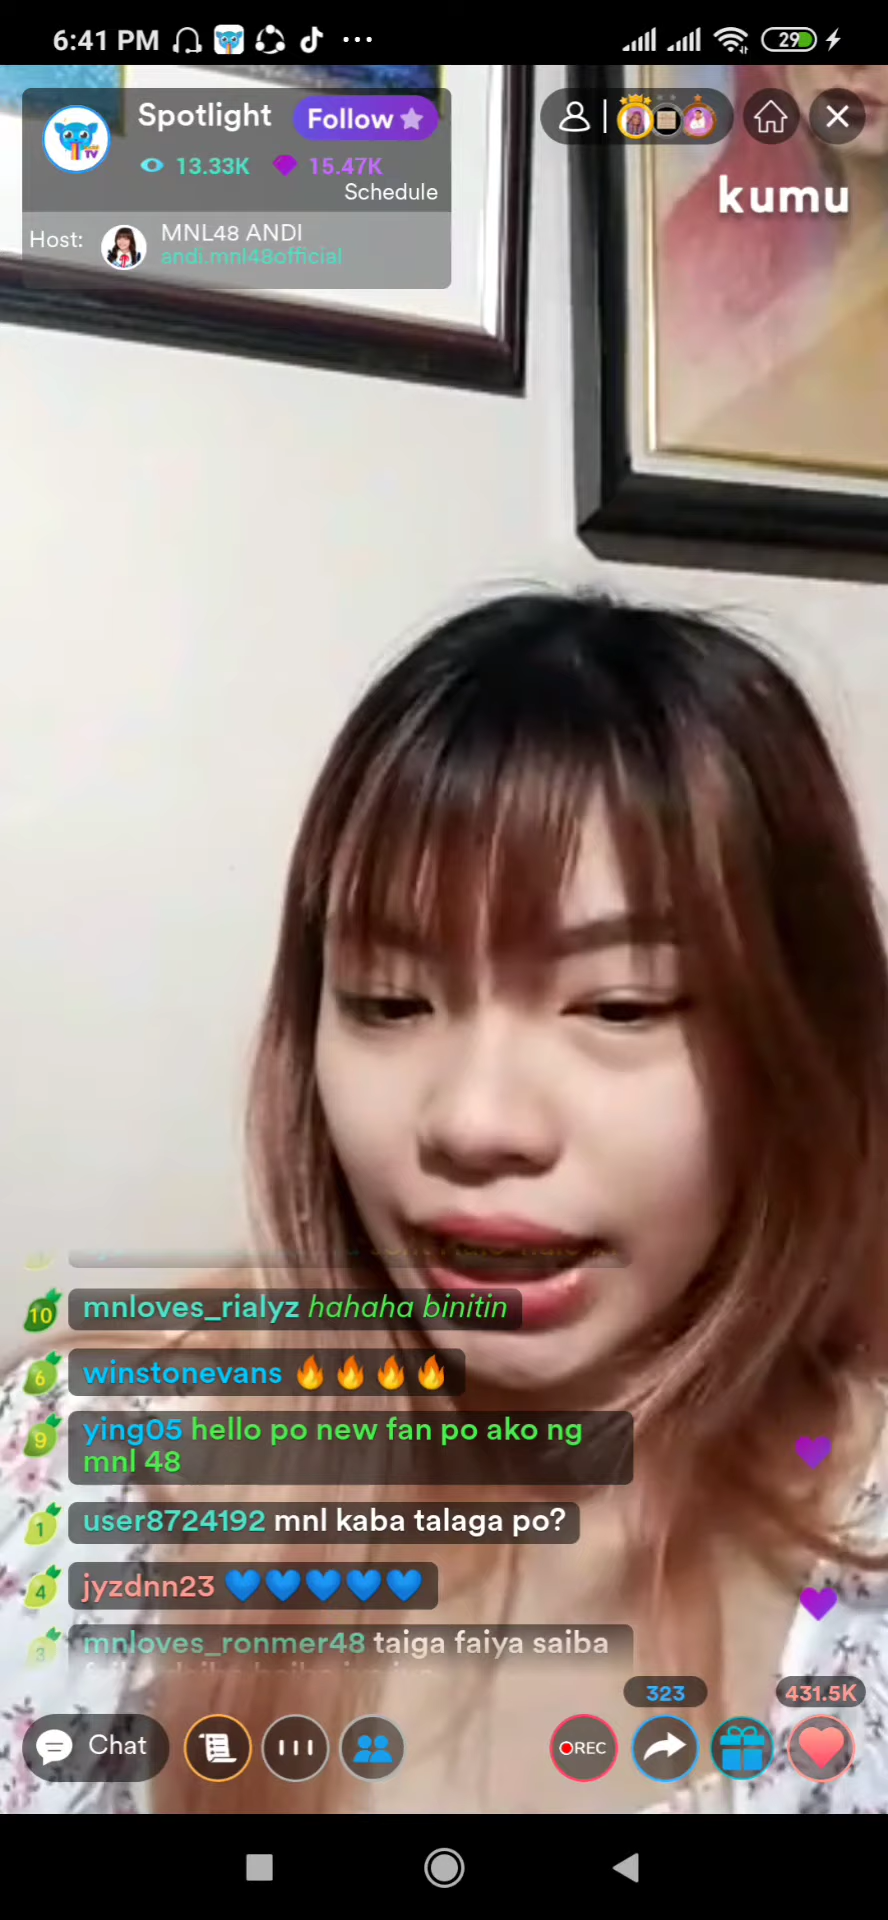 6:41 PM
29
Spotlight
Follow
13.33K
15.47K
Schedule
kumu
TV
Host:
MNL48 ANDI
andi.mnl48official
10
mnloves_rialyz hahaha binitin
6
winstonevans 🔥🔥🔥🔥
9
ying05 hello po new fan po ako ng
mnl 48
1
user8724192 mnl kaba talaga po?
4
jyzdnn23 💙💙💙💙💙
3
mnloves_ronmer48 taiga faiya saiba
323
431.5K
Chat
REC